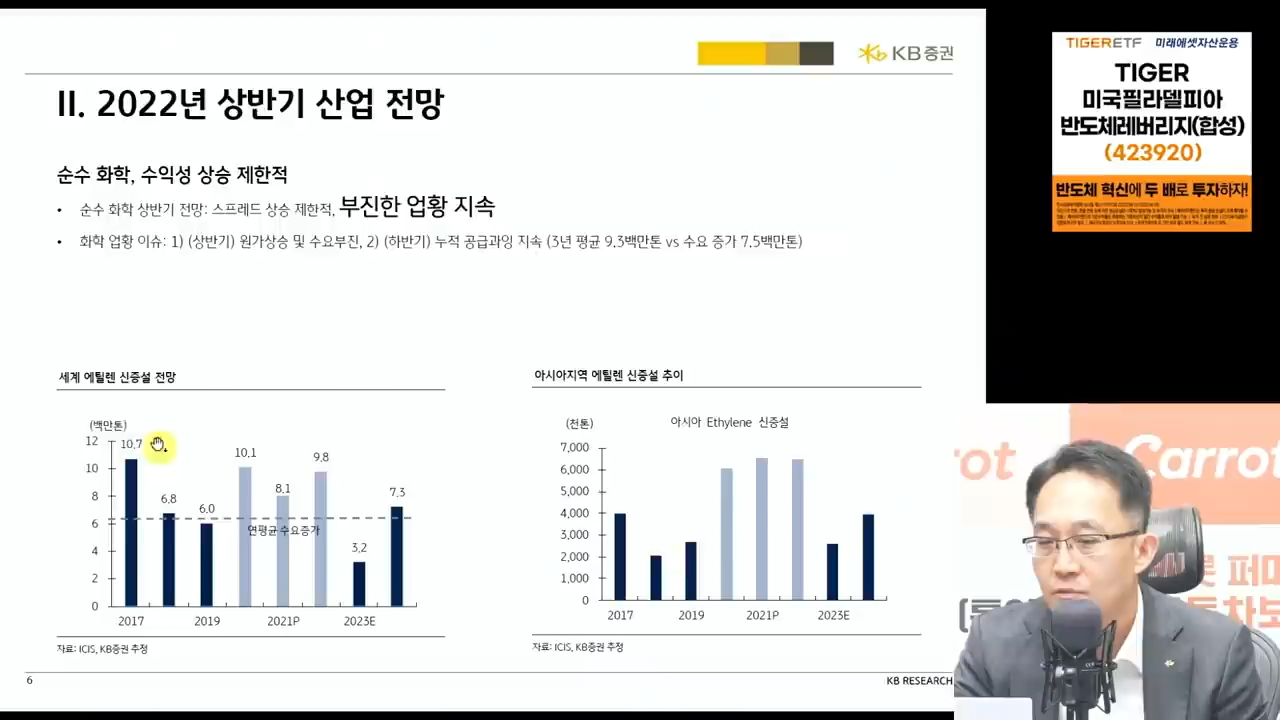 KB증권
II. 2022년 상반기 산업 전망
순수 화학, 수익성 상승 제한적
• 순수 화학 상반기 전망: 스프레드 상승 제한적, 부진한 업황 지속
• 화학 업황 이슈: 1) (상반기) 원가상승 및 수요부진, 2) (하반기) 누적 공급과잉 지속 (3년 평균 9.3백만톤 vs 수요 증가 7.5백만톤)
세계 에틸렌 신증설 전망
(백만톤)
12
10
8
6
4
2
0
10.7
6.8
6.0
10.1
8.1
9.8
3.2
7.3
연평균 수요증가
2017
2019
2021P
2023E
자료: ICIS, KB증권 추정
아시아지역 에틸렌 신증설 추이
(천톤)
아시아 Ethylene 신증설
7,000
6,000
5,000
4,000
3,000
2,000
1,000
0
2017
2019
2021P
2023E
자료: ICIS, KB증권 추정
6
KB RESEARCH
TIGER ETF 미래에셋자산운용
TIGER
미국필라델피아
반도체레버리지(합성)
(423920)
반도체 혁신에 두 배로 투자하자!
rot
Carrot